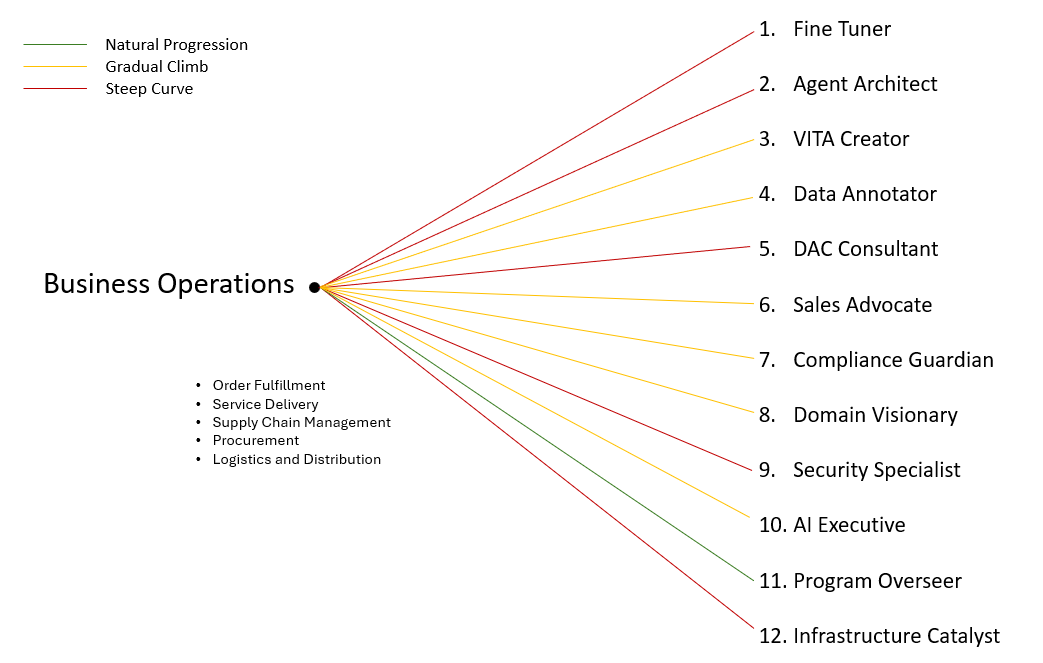 Natural Progression
Gradual Climb
Steep Curve
Business Operations
• Order Fulfillment
• Service Delivery
• Supply Chain Management
• Procurement
• Logistics and Distribution
1. Fine Tuner
2. Agent Architect
3. VITA Creator
4. Data Annotator
5. DAC Consultant
6. Sales Advocate
7. Compliance Guardian
8. Domain Visionary
9. Security Specialist
10. AI Executive
11. Program Overseer
12. Infrastructure Catalyst